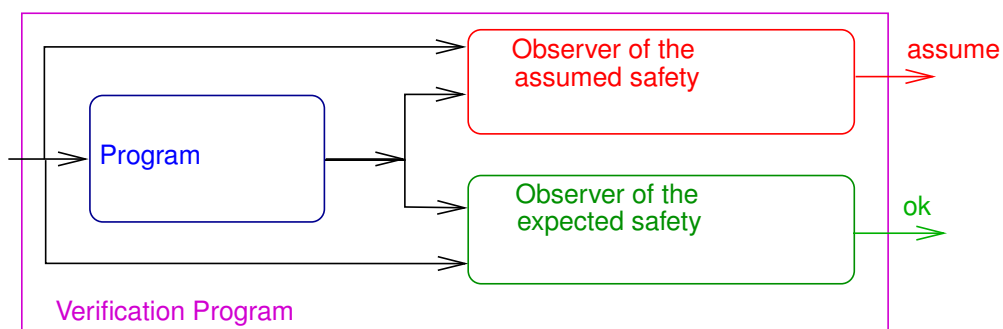 Observer of the
assumed safety
assume
Program
Observer of the
expected safety
ok
Verification Program